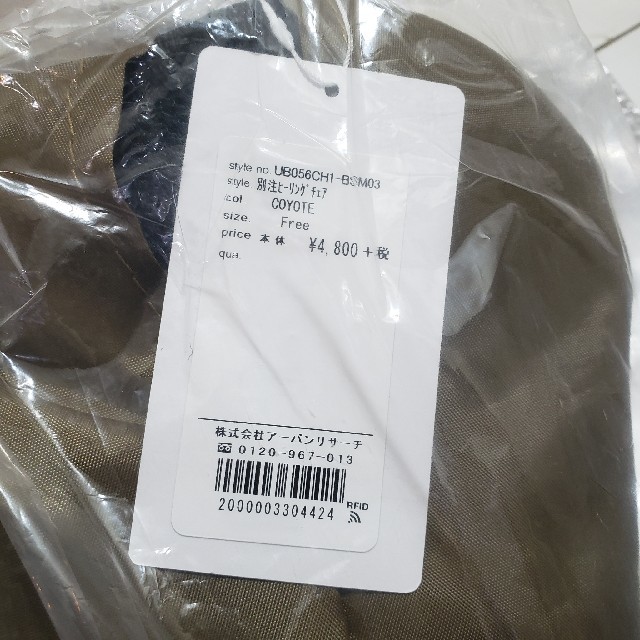 style no. UB056CH1-BSM03
style 別注ﾋｰﾘﾝｸﾞﾁｪｱ
col COYOTE
size. Free
price 本体 ¥4,800+税
qua.
株式会社アーバンリサーチ
0120-967-013
2000003304424
RFID